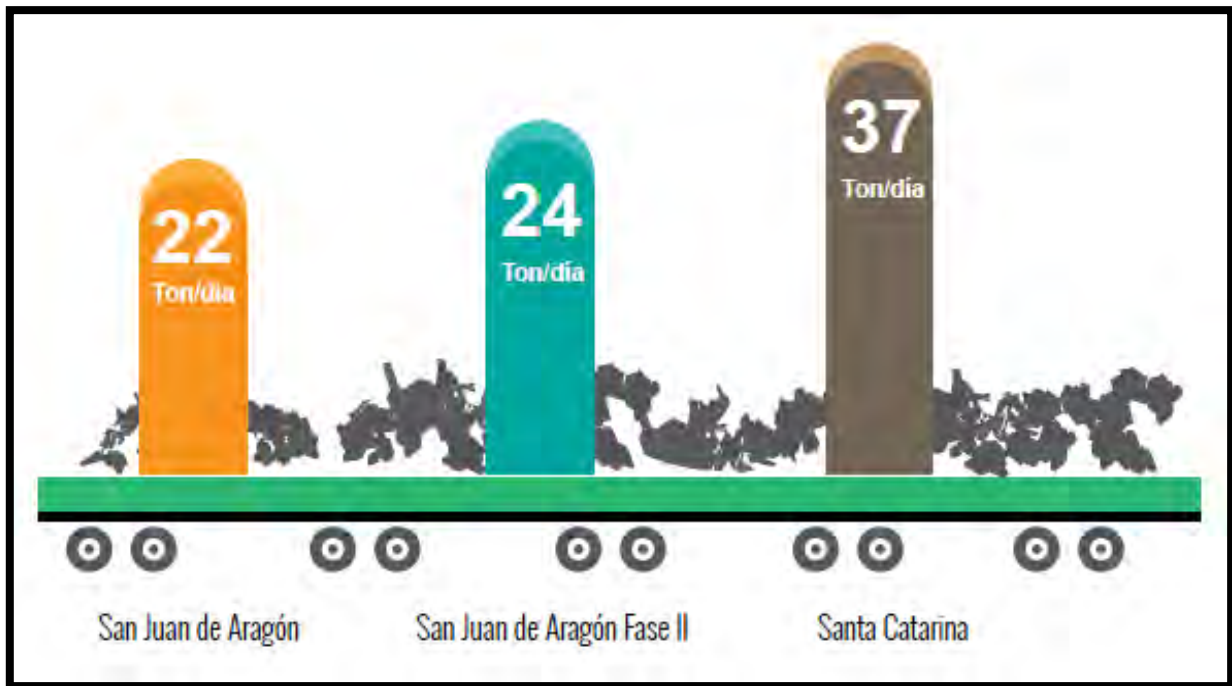 22
Ton/día
24
Ton/día
37
Ton/día
San Juan de Aragón
San Juan de Aragón Fase II
Santa Catarina